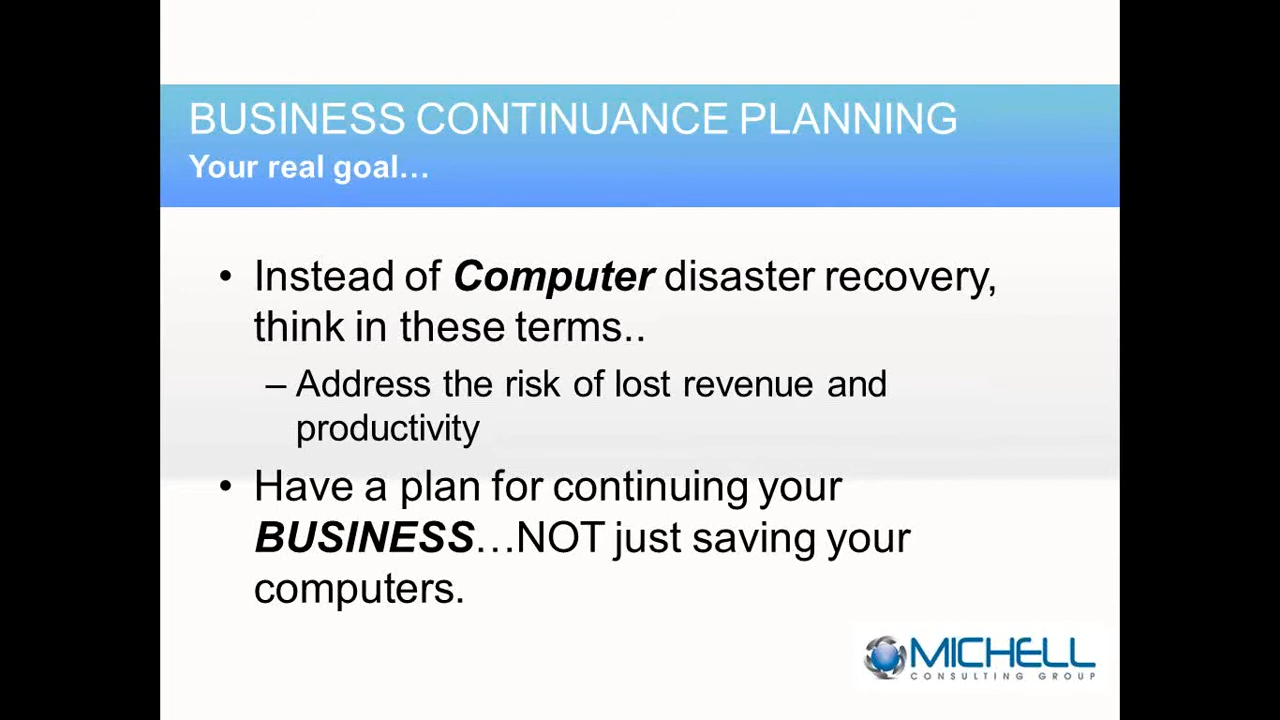 BUSINESS CONTINUANCE PLANNING
Your real goal…
• Instead of Computer disaster recovery,
think in these terms..
– Address the risk of lost revenue and
productivity
• Have a plan for continuing your
BUSINESS…NOT just saving your
computers.
MICHELL
CONSULTING GROUP